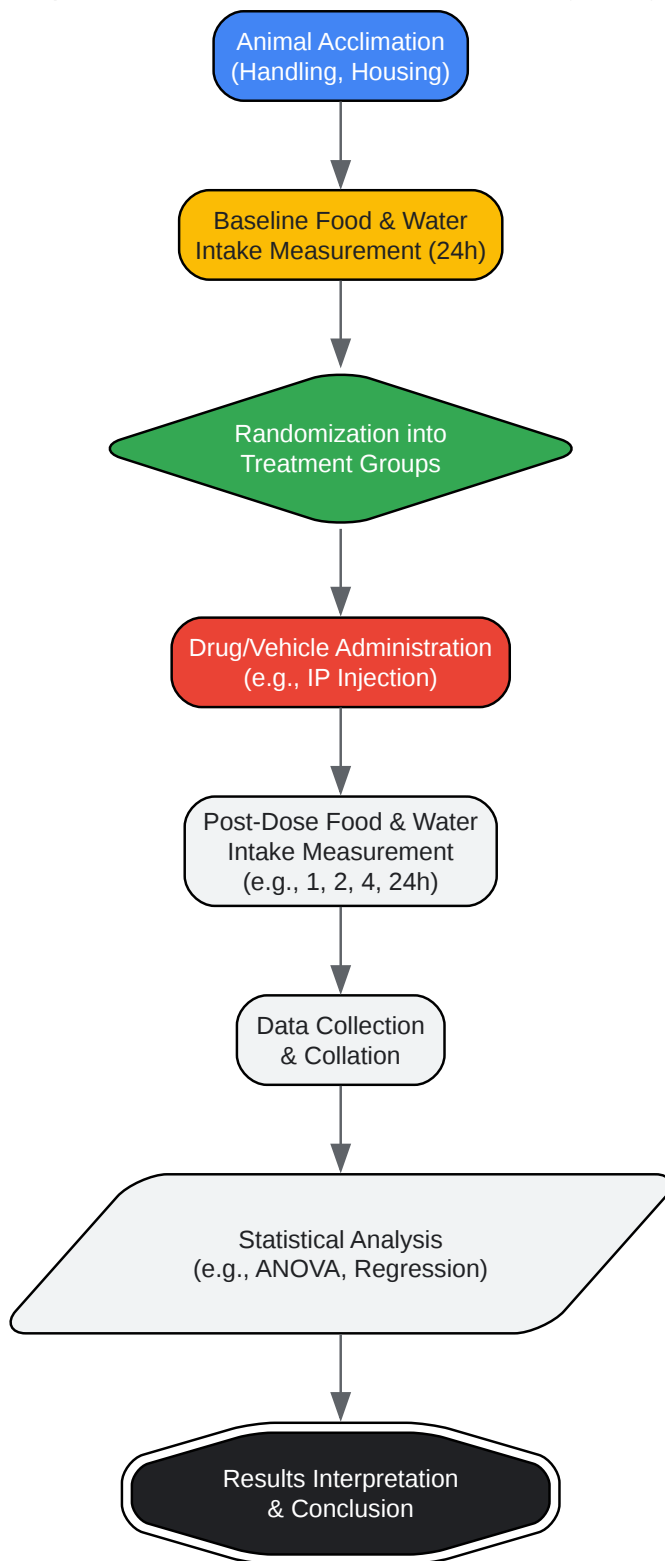 Animal Acclimation
(Handling, Housing)
Baseline Food & Water
Intake Measurement (24h)
Randomization into
Treatment Groups
Drug/Vehicle Administration
(e.g., IP Injection)
Post-Dose Food & Water
Intake Measurement
(e.g., 1, 2, 4, 24h)
Data Collection
& Collation
Statistical Analysis
(e.g., ANOVA, Regression)
Results Interpretation
& Conclusion